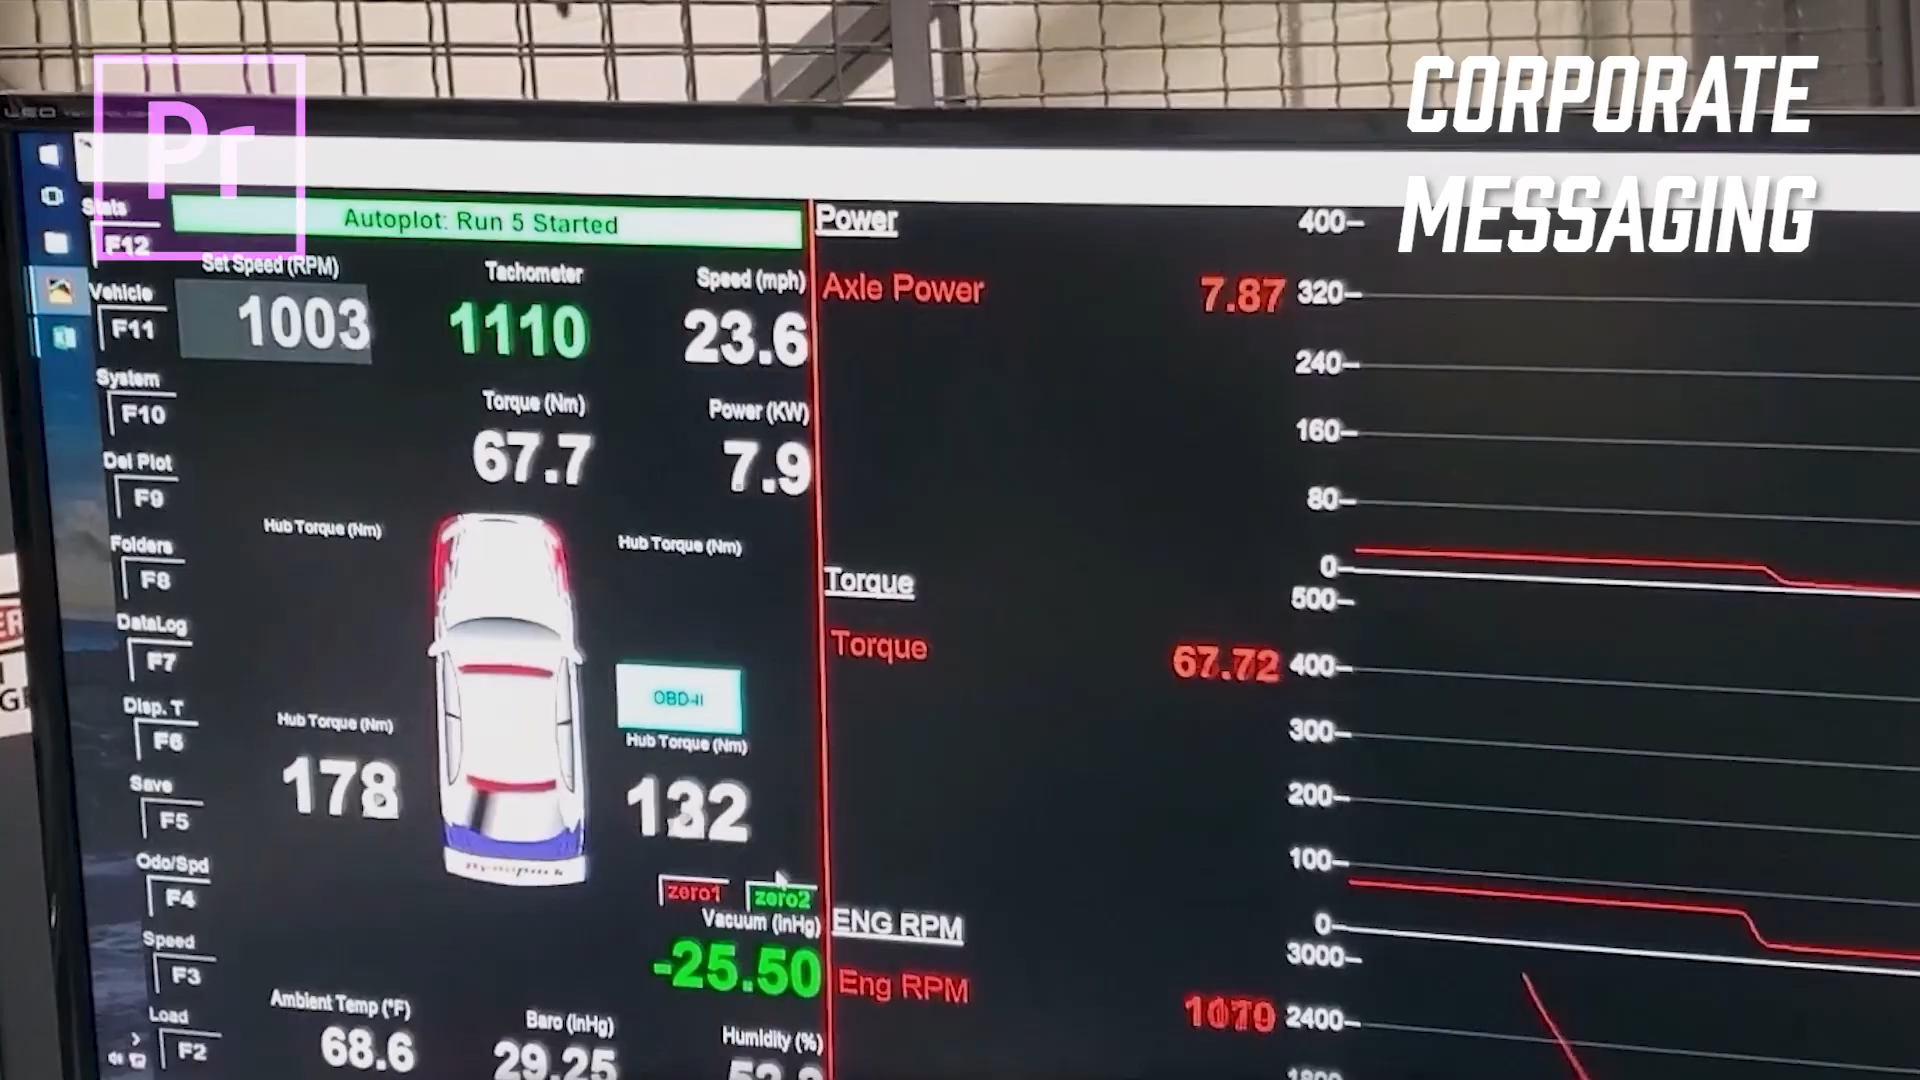 CORPORATE
MESSAGING
Pr
Stats
F12
Autoplot: Run 5 Started
Set Speed (RPM)
Tachometer
Speed (mph)
1003
1110
23.6
Vehicle
F11
Torque (Nm)
Power (KW)
67.7
7.9
System
F10
Del Plot
F9
Hub Torque (Nm)
Hub Torque (Nm)
Folders
F8
DataLog
F7
OBD-II
Disp. T
F6
Hub Torque (Nm)
Hub Torque (Nm)
178
132
Save
F5
Odo/Spd
F4
zero1
zero2
Vacuum (inHg)
-25.50
Speed
F3
Ambient Temp (°F)
Baro (inHg)
Humidity (%)
68.6
29.25
Load
F2
Power
Axle Power
7.87
400
320
240
160
80
0
Torque
Torque
67.72
500
400
300
200
100
0
ENG RPM
Eng RPM
3000
2400
1800